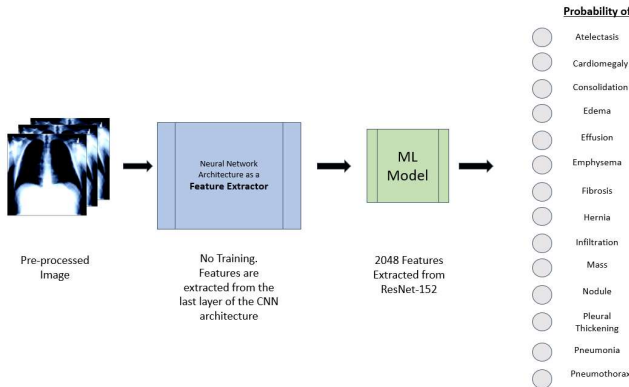 Probability of
Atelectasis
Cardiomegaly
Consolidation
Edema
Effusion
Emphysema
Fibrosis
Hernia
Infiltration
Mass
Nodule
Pleural
Thickening
Pneumonia
Pneumothorax
Neural Network
Architecture as a
Feature Extractor
ML
Model
Pre-processed
Image
No Training.
Features are
extracted from the
last layer of the CNN
architecture
2048 Features
Extracted from
ResNet-152